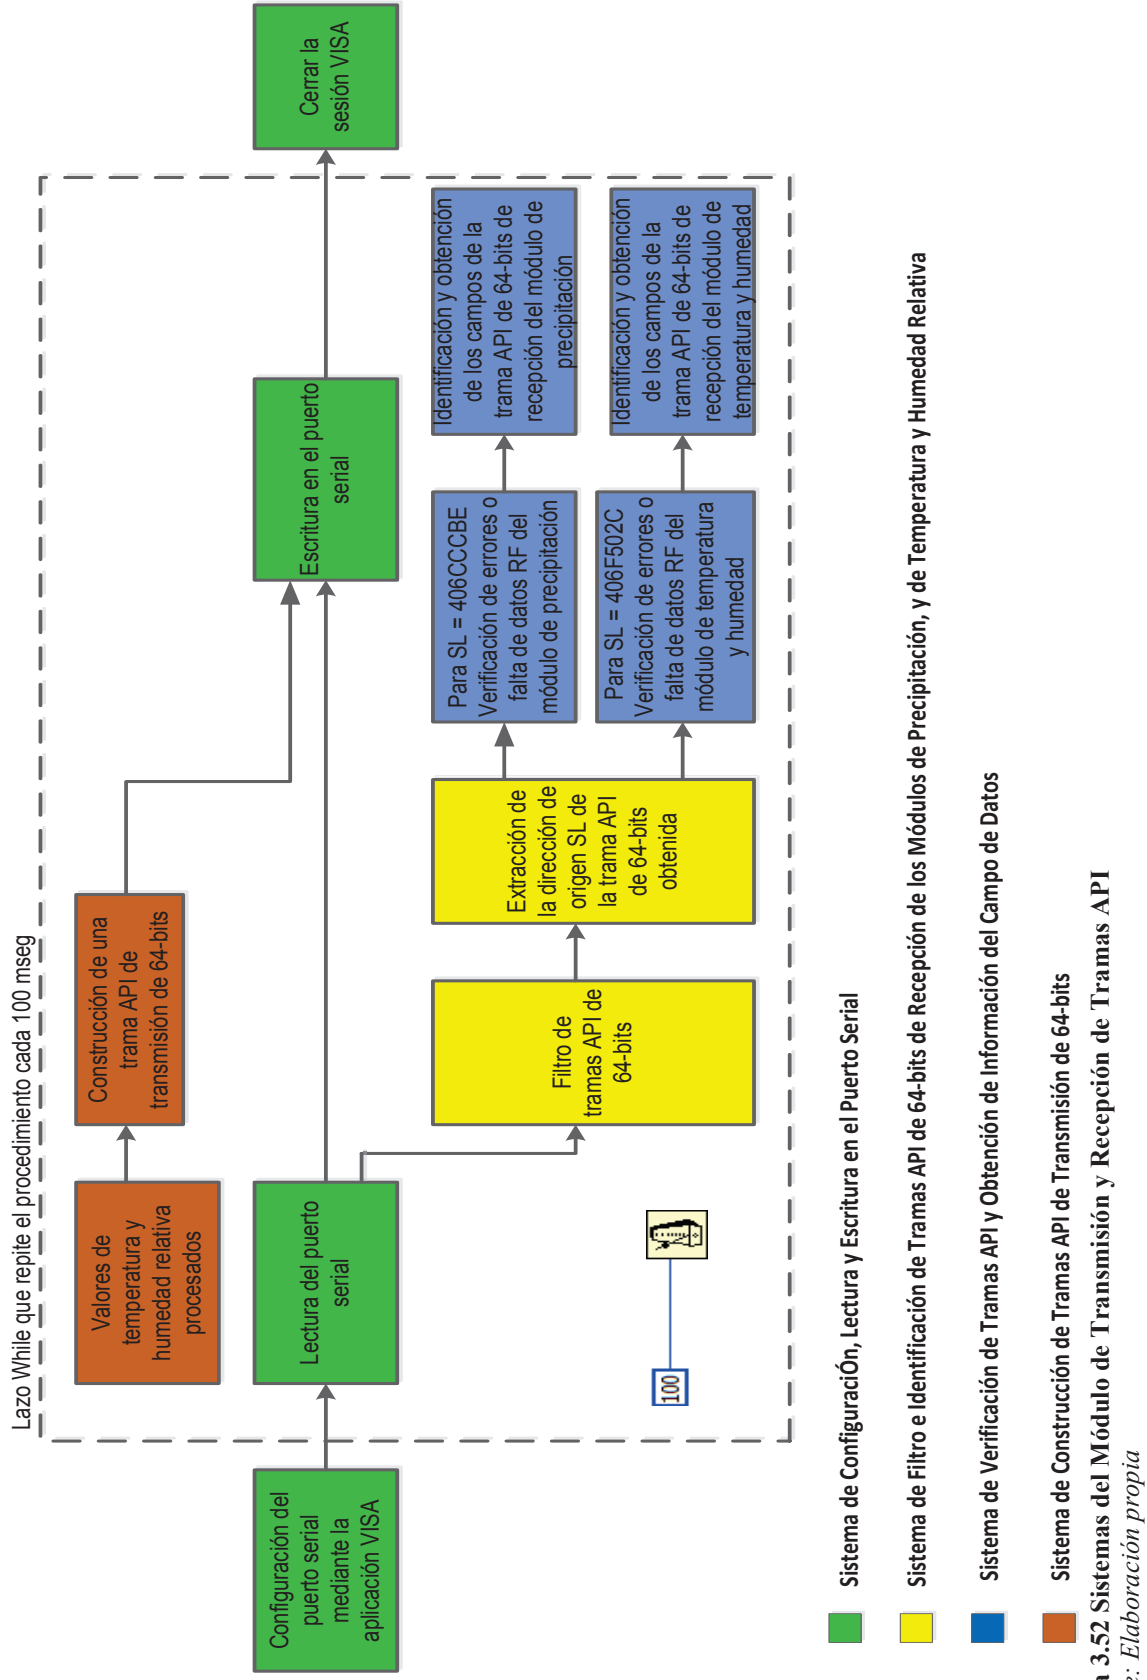 Lazo While que repite el procedimiento cada 100 mseg
Valores de
temperatura y
humedad relativa
procesados
Construcción de una
trama API de
transmisión de 64-bits
Configuración del
puerto serial
mediante la
aplicación VISA
Lectura del puerto
serial
Escritura en el puerto
serial
Cerrar la
sesión VISA
Filtro de
tramas API de
64-bits
Extracción de
la dirección de
origen SL de
la trama API
de 64-bits
obtenida
Para SL = 406CCCBE
Verificación de errores o
falta de datos RF del
módulo de precipitación
Identificación y obtención
de los campos de la
trama API de 64-bits de
recepción del módulo de
precipitación
Para SL = 406F502C
Verificación de errores o
falta de datos RF del
módulo de temperatura
y humedad
Identificación y obtención
de los campos de la
trama API de 64-bits de
recepción del módulo de
temperatura y humedad
100
Sistema de ConfiguraciÓn, Lectura y Escritura en el Puerto Serial
Sistema de Filtro e Identificación de Tramas API de 64-bits de Recepción de los Módulos de Precipitación, y de Temperatura y Humedad Relativa
Sistema de Verificación de Tramas API y Obtención de Información del Campo de Datos
Sistema de Construcción de Tramas API de Transmisión de 64-bits
3.52 Sistemas del Módulo de Transmisión y Recepción de Tramas API
: Elaboración propia